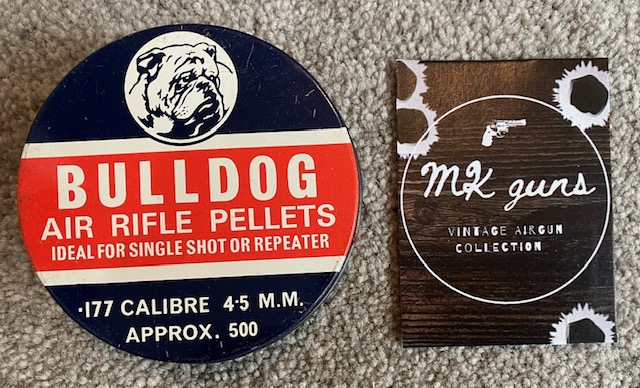 BULLDOG
AIR RIFLE PELLETS
IDEAL FOR SINGLE SHOT OR REPEATER
·177 CALIBRE 4·5 M.M.
APPROX. 500
MK guns
VINTAGE AIRGUN
COLLECTION